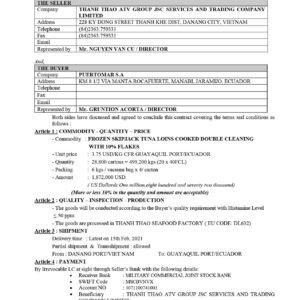 THE SELLER
Company THANH THAO ATV GROUP JSC SERVICES AND TRADING COMPANY
LIMITED
Address 228 KY DONG STREET THANH KHE DIST, DANANG CITY, VIETNAM
Telephone (84)2363.759531
Fax (84)2363.759533
Email
Represented by Mr. NGUYEN VAN CU / DIRECTOR
And,
THE BUYER
Company PUERTOMAR S.A
Address KM 8 1/2 VIA MANTA ROCAFUERTE, MANABI, JARAMIJO, ECUADOR
Telephone
Fax
Email
Represented by Mr. GRUNTION ACORTA / DIRECTOR
Both sides have discussed and agreed to conclude this contract covering the terms and conditions as
follows :
Article 1 : COMMODITY - QUANTITY - PRICE
- Commodity : FROZEN SKIPJACK TUNA LOINS COOKED DOUBLE CLEANING
WITH 10% FLAKES
- Unit price : 3.75 USD/KG CFR GUAYAQUIL PORT/ECUADOR
- Quantity : 20,800 cartons = 499,200 kgs (20 x 40'FCL)
- Packing : 6 kgs / vacuum bag x 4/ carton
- Amount : 1,872,000 USD
( US Dollars: One million eight hundred and seventy two thousand)
(More or less 10% in the quantity and amount are acceptable)
Article 2 : QUALITY - INSPECTION - PRODUCTION
- The goods will be conducted according to the Buyer's quality requirement with Histamine Level
≤ 50 ppm.
- The goods are processed in THANH THAO SEAFOOD FACTORY ( TU CODE: DL632)
Article 3 : SHIPMENT
Delivery time : Latest on 15th Feb, 2021
Partial shipment & Transshipment : allowed
From : DANANG PORT/VIET NAM To: GUAYAQUIL PORT/ECUADOR
Article 4 : PAYMENT
By Irrevocable LC at sight through Seller's Bank with the following details:
• Receiver Bank : MILITARY COMMERCIAL JOINT STOCK BANK
• SWIFT Code : MSCBVNVX
• Account NO
• Beneficiary : THANH THAO ATV GROUP JSC SERVICES AND TRADING